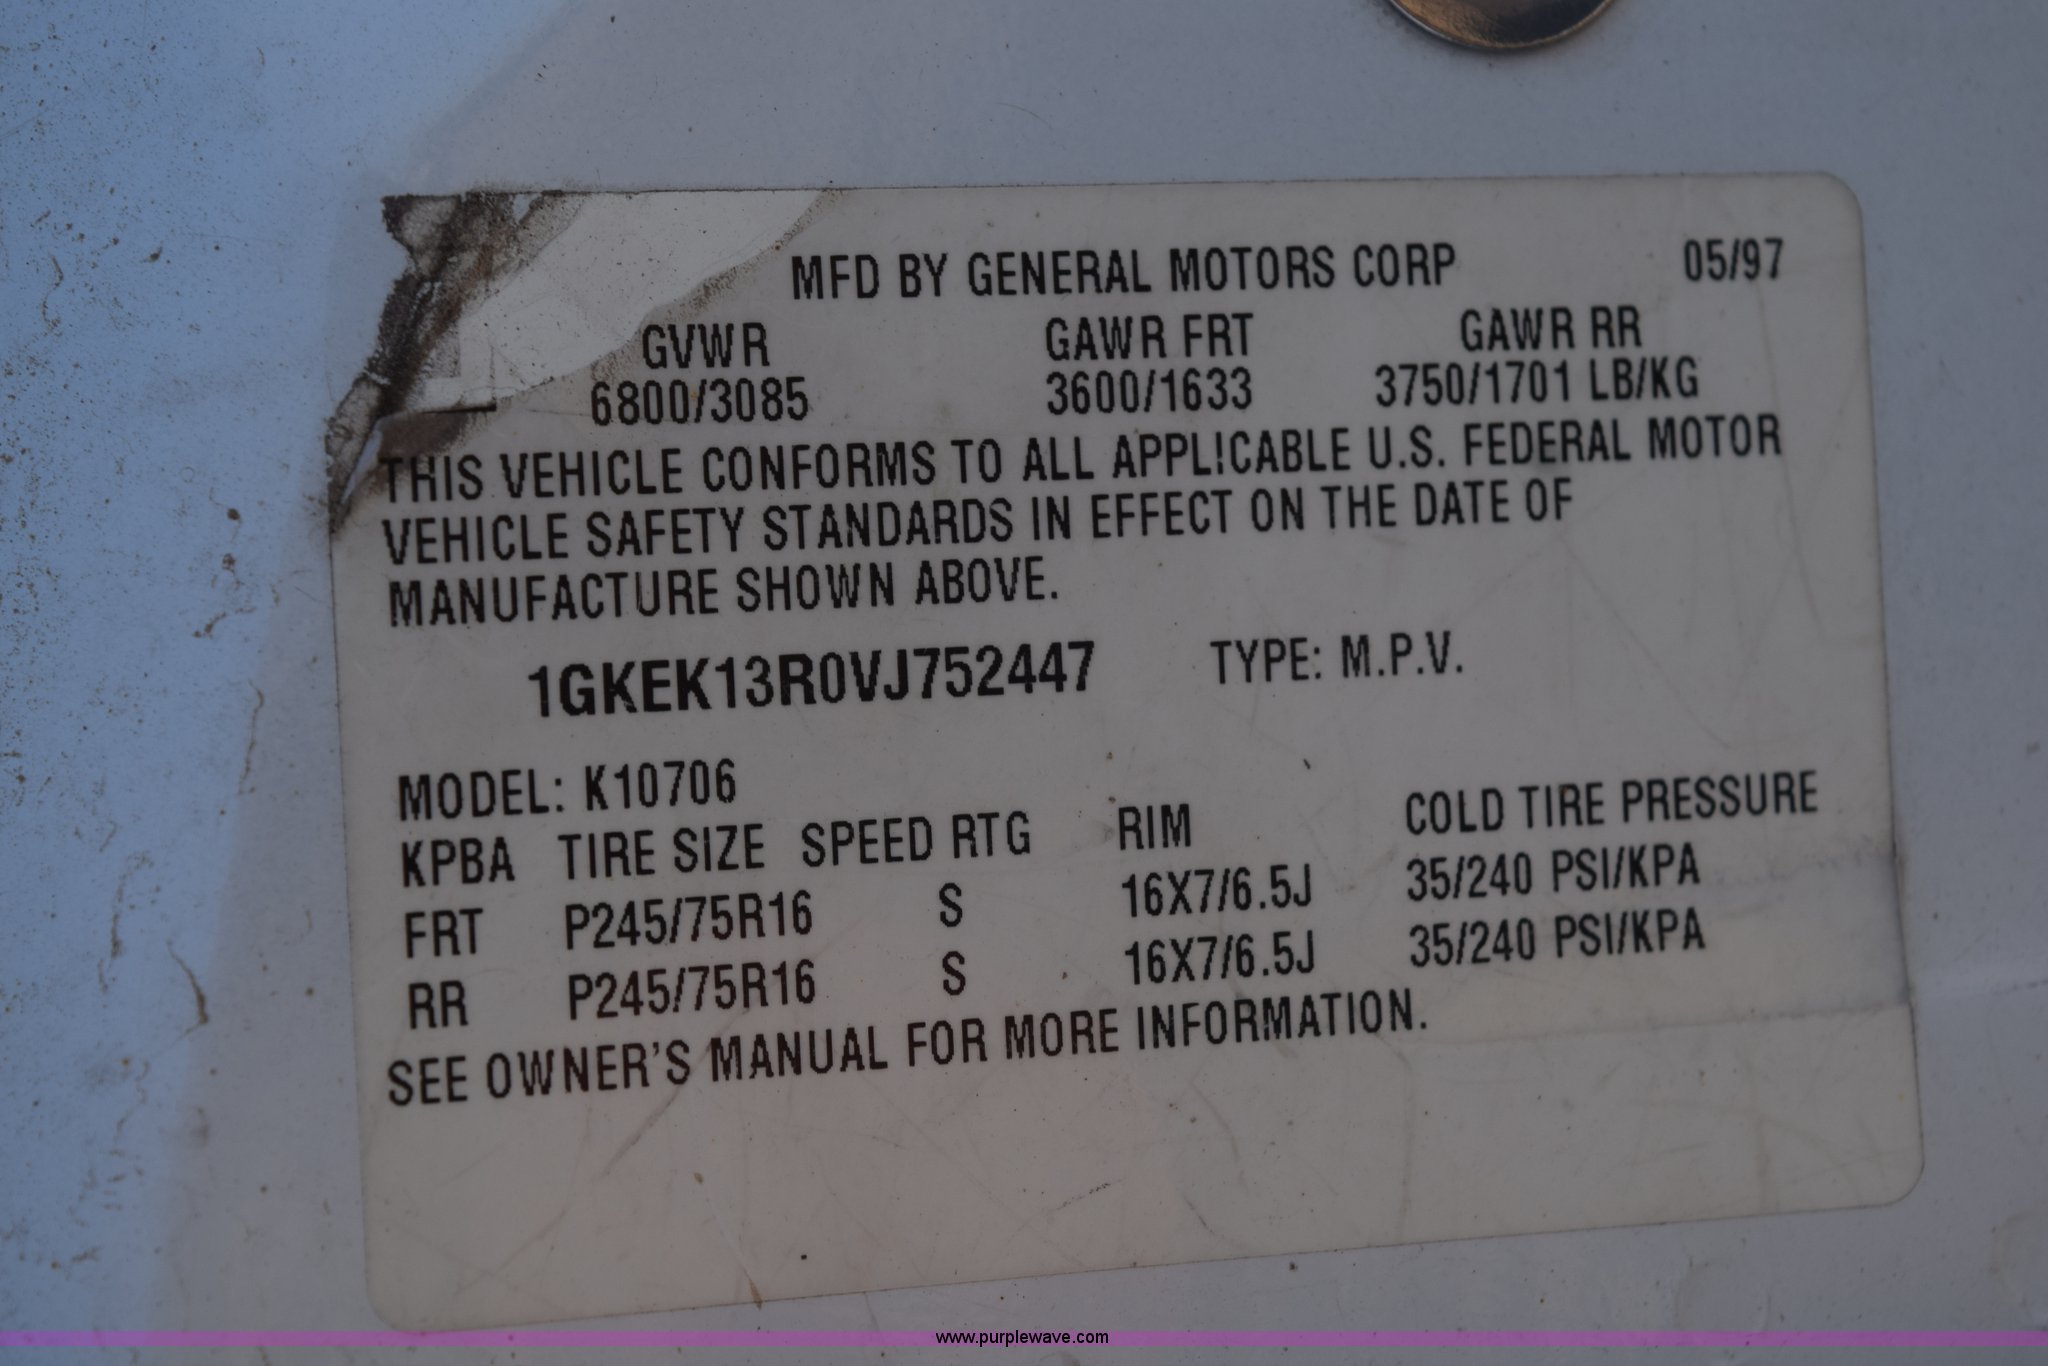 MFD BY GENERAL MOTORS CORP 05/97
GVWR GAWR FRT GAWR RR
6800/3085 3600/1633 3750/1701 LB/KG
THIS VEHICLE CONFORMS TO ALL APPLICABLE U.S. FEDERAL MOTOR
VEHICLE SAFETY STANDARDS IN EFFECT ON THE DATE OF
MANUFACTURE SHOWN ABOVE.
1GKEK13R0VJ752447 TYPE: M.P.V.
MODEL: K10706
KPBA TIRE SIZE SPEED RTG RIM COLD TIRE PRESSURE
FRT P245/75R16 S 16X7/6.5J 35/240 PSI/KPA
RR P245/75R16 S 16X7/6.5J 35/240 PSI/KPA
SEE OWNER'S MANUAL FOR MORE INFORMATION.
www.purplewave.com